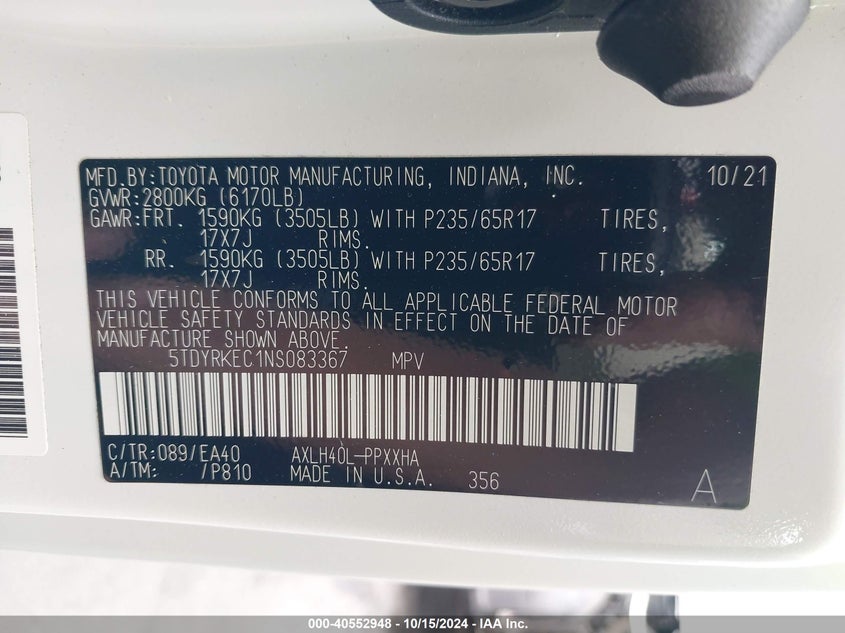 MFD.BY:TOYOTA MOTOR MANUFACTURING, INDIANA, INC. 10/21
GVWR:2800KG (6170LB)
GAWR:FRT. 1590KG (3505LB) WITH P235/65R17 TIRES,
17X7J RIMS.
RR. 1590KG (3505LB) WITH P235/65R17 TIRES,
17X7J RIMS.
THIS VEHICLE CONFORMS TO ALL APPLICABLE FEDERAL MOTOR
VEHICLE SAFETY STANDARDS IN EFFECT ON THE DATE OF
MANUFACTURE SHOWN ABOVE.
5TDYRKEC1NS083367 MPV
C/TR:089/EA40 AXLH40L-PPXXHA
A/TM: /P810 MADE IN U.S.A. 356
A
000-40552948 - 10/15/2024 - IAA Inc.